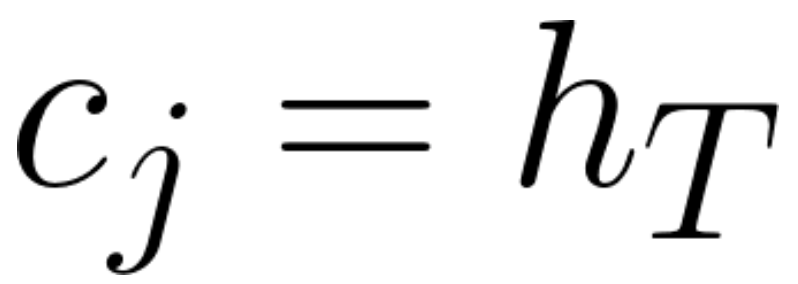 c_j = h_T